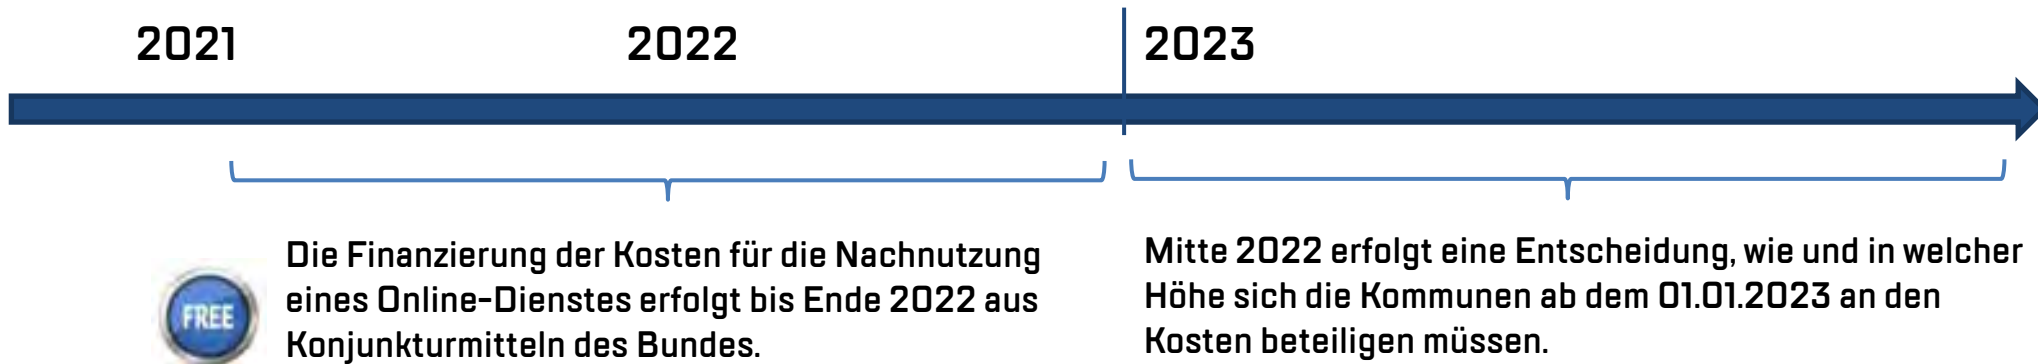 2021
2022
2023
FREE
Die Finanzierung der Kosten für die Nachnutzung
eines Online-Dienstes erfolgt bis Ende 2022 aus
Konjunkturmitteln des Bundes.
Mitte 2022 erfolgt eine Entscheidung, wie und in welcher
Höhe sich die Kommunen ab dem 01.01.2023 an den
Kosten beteiligen müssen.